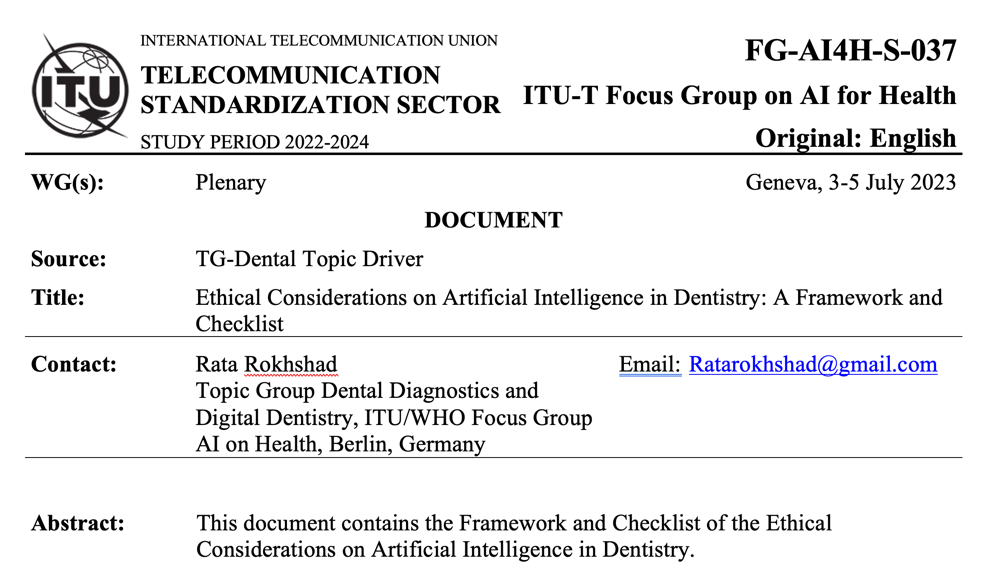 ITU
INTERNATIONAL TELECOMMUNICATION UNION
TELECOMMUNICATION
STANDARDIZATION SECTOR
STUDY PERIOD 2022-2024
FG-AI4H-S-037
ITU-T Focus Group on AI for Health
Original: English
WG(s): Plenary Geneva, 3-5 July 2023
DOCUMENT
Source: TG-Dental Topic Driver
Title: Ethical Considerations on Artificial Intelligence in Dentistry: A Framework and
Checklist
Contact: Rata Rokhshad Email: Ratarokhshad@gmail.com
Topic Group Dental Diagnostics and
Digital Dentistry, ITU/WHO Focus Group
AI on Health, Berlin, Germany
Abstract: This document contains the Framework and Checklist of the Ethical
Considerations on Artificial Intelligence in Dentistry.